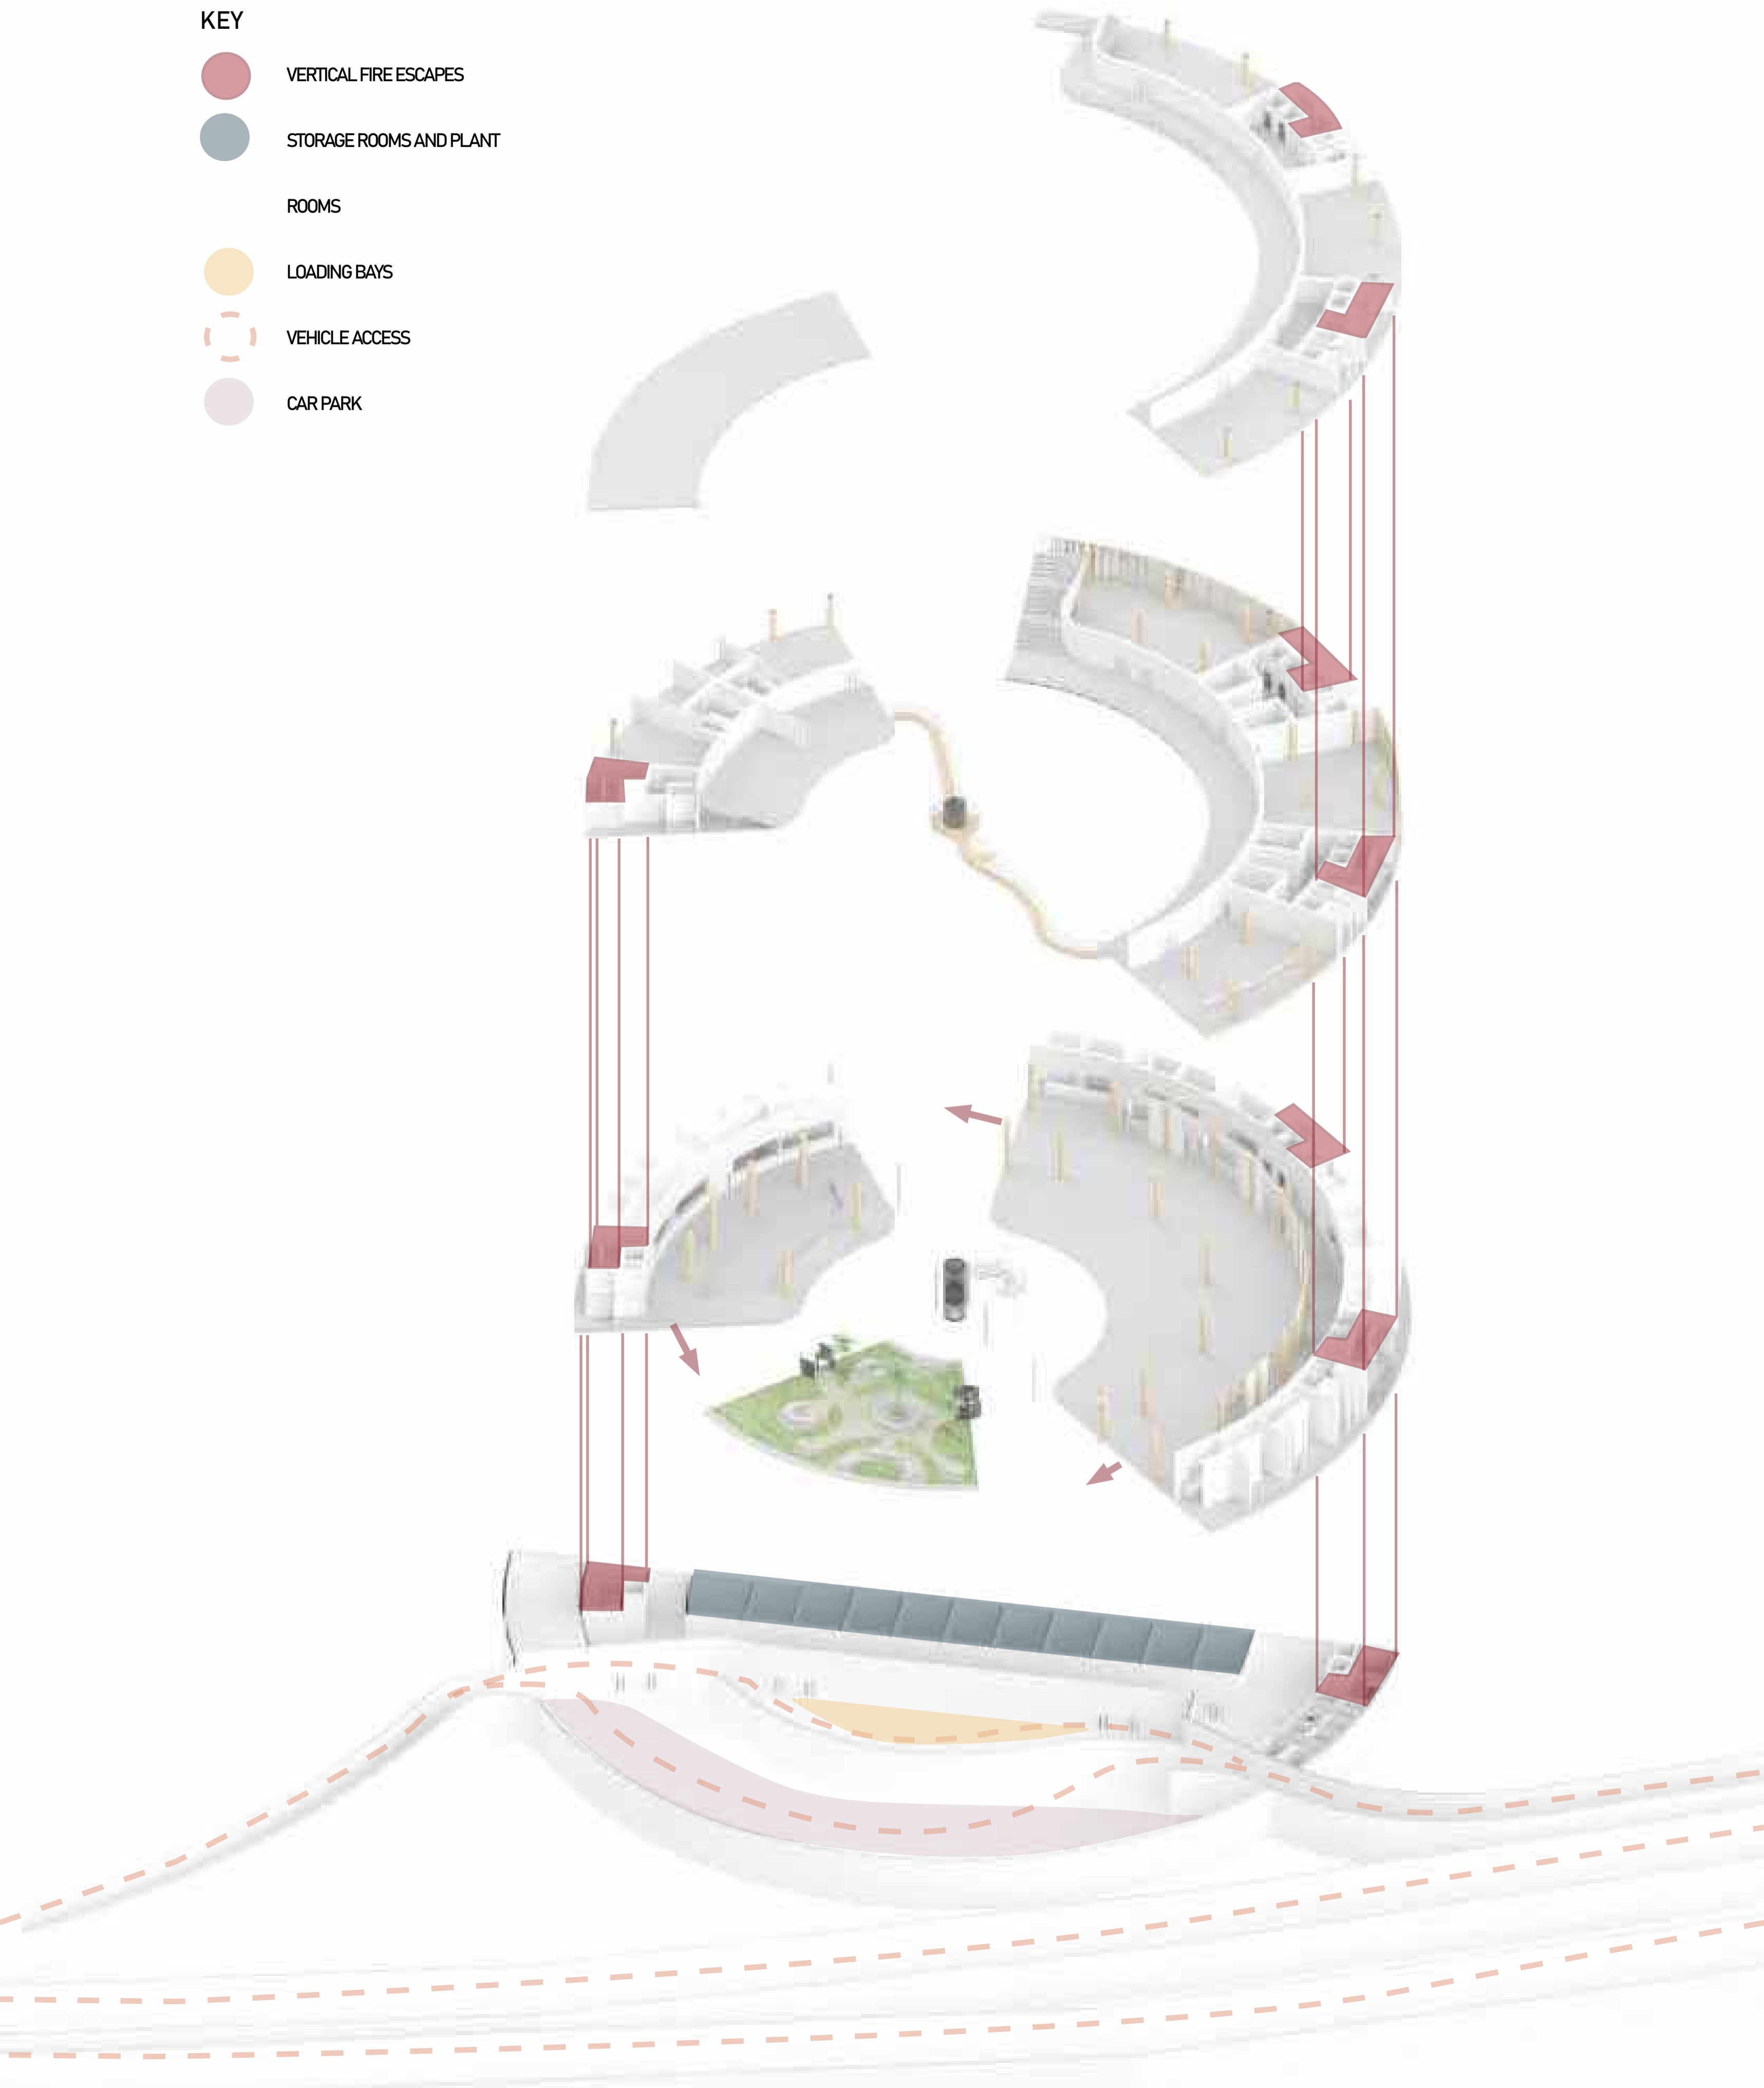 KEY
VERTICAL FIRE ESCAPES
STORAGE ROOMS AND PLANT
ROOMS
LOADING BAYS
VEHICLE ACCESS
CAR PARK